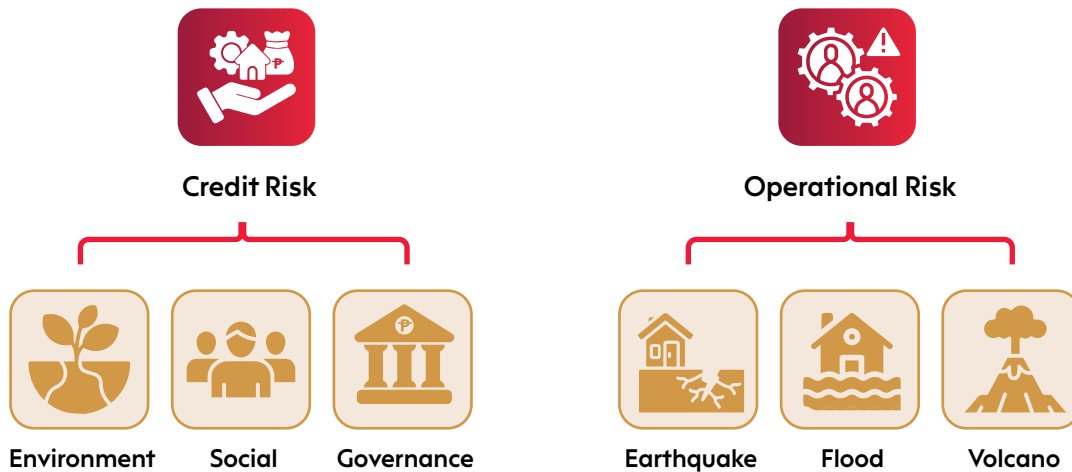 ₱
Credit Risk
Operational Risk
₱
Environment
Social
Governance
Earthquake
Flood
Volcano